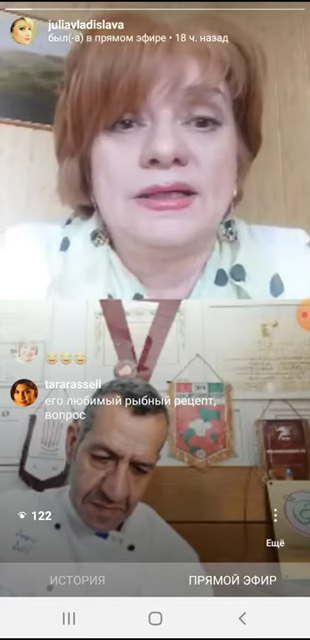 juliavladislava
был(-а) в прямом эфире • 18 ч. назад
tararassell
его любимый рыбный рецепт,
вопрос
122
Ещё
ИСТОРИЯ
ПРЯМОЙ ЭФИР